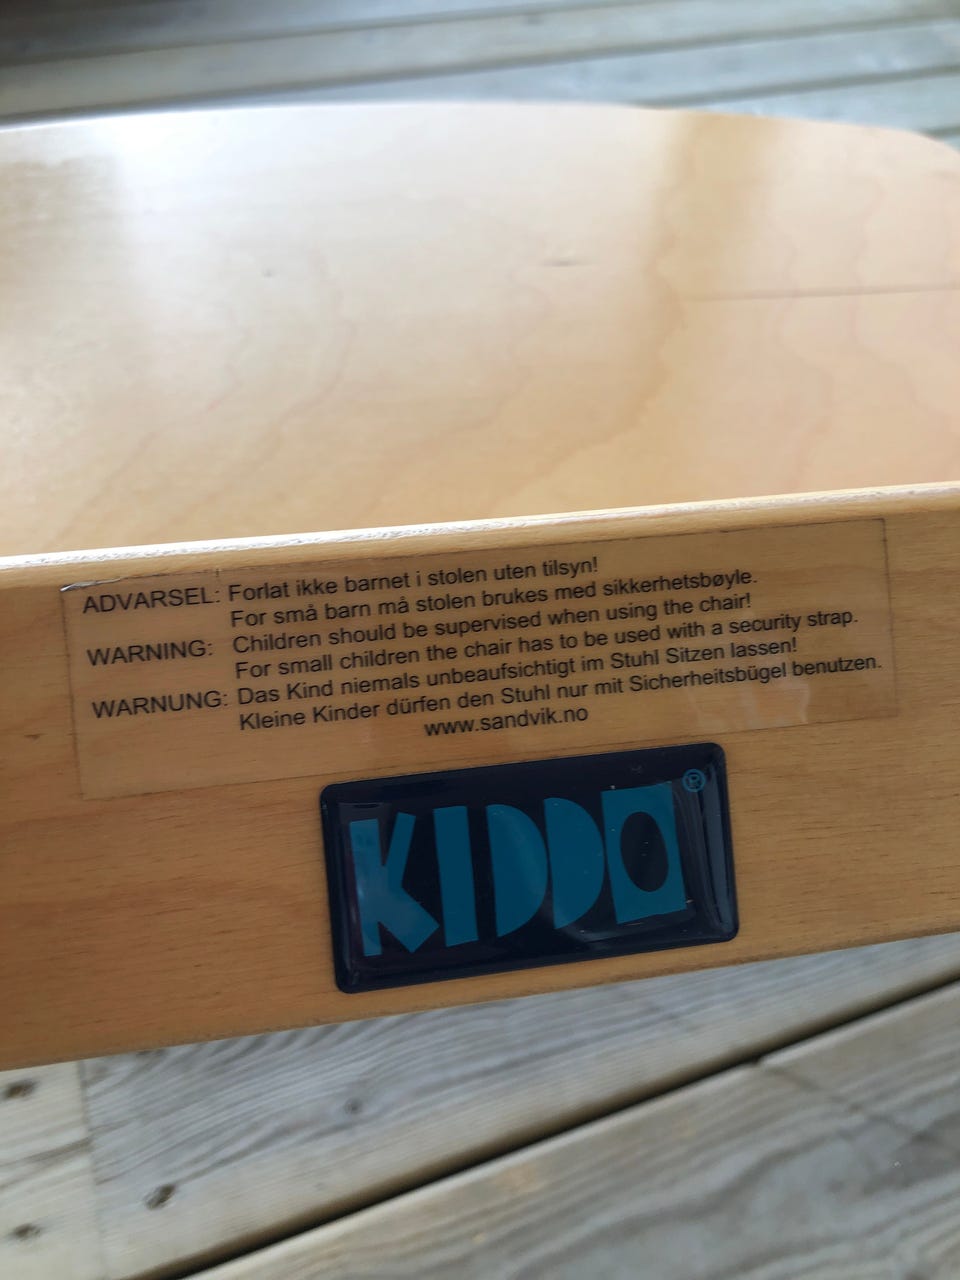 ADVARSEL: Forlat ikke barnet i stolen uten tilsyn!
For små barn må stolen brukes med sikkerhetsbøyle.
WARNING: Children should be supervised when using the chair!
For small children the chair has to be used with a security strap.
WARNUNG: Das Kind niemals unbeaufsichtigt im Stuhl Sitzen lassen!
Kleine Kinder dürfen den Stuhl nur mit Sicherheitsbügel benutzen.
www.sandvik.no
KIDDO®